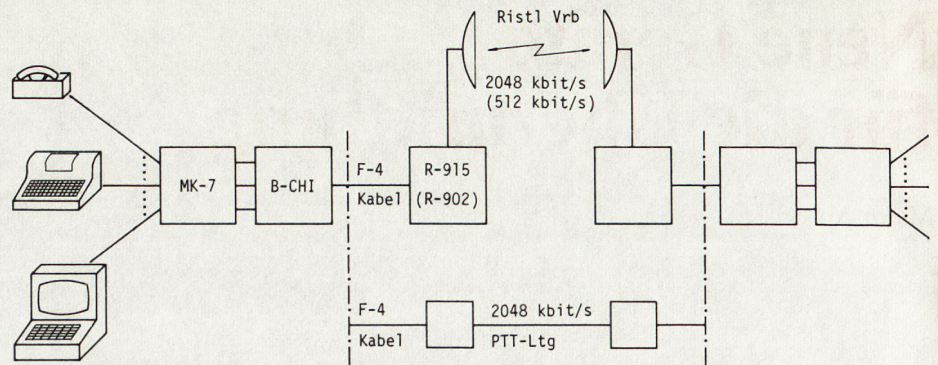 Ristl Vrb
2048 kbit/s
(512 kbit/s)
MK-7
B-CHI
F-4
Kabel
R-915
(R-902)
F-4
Kabel
2048 kbit/s
PTT-Ltg